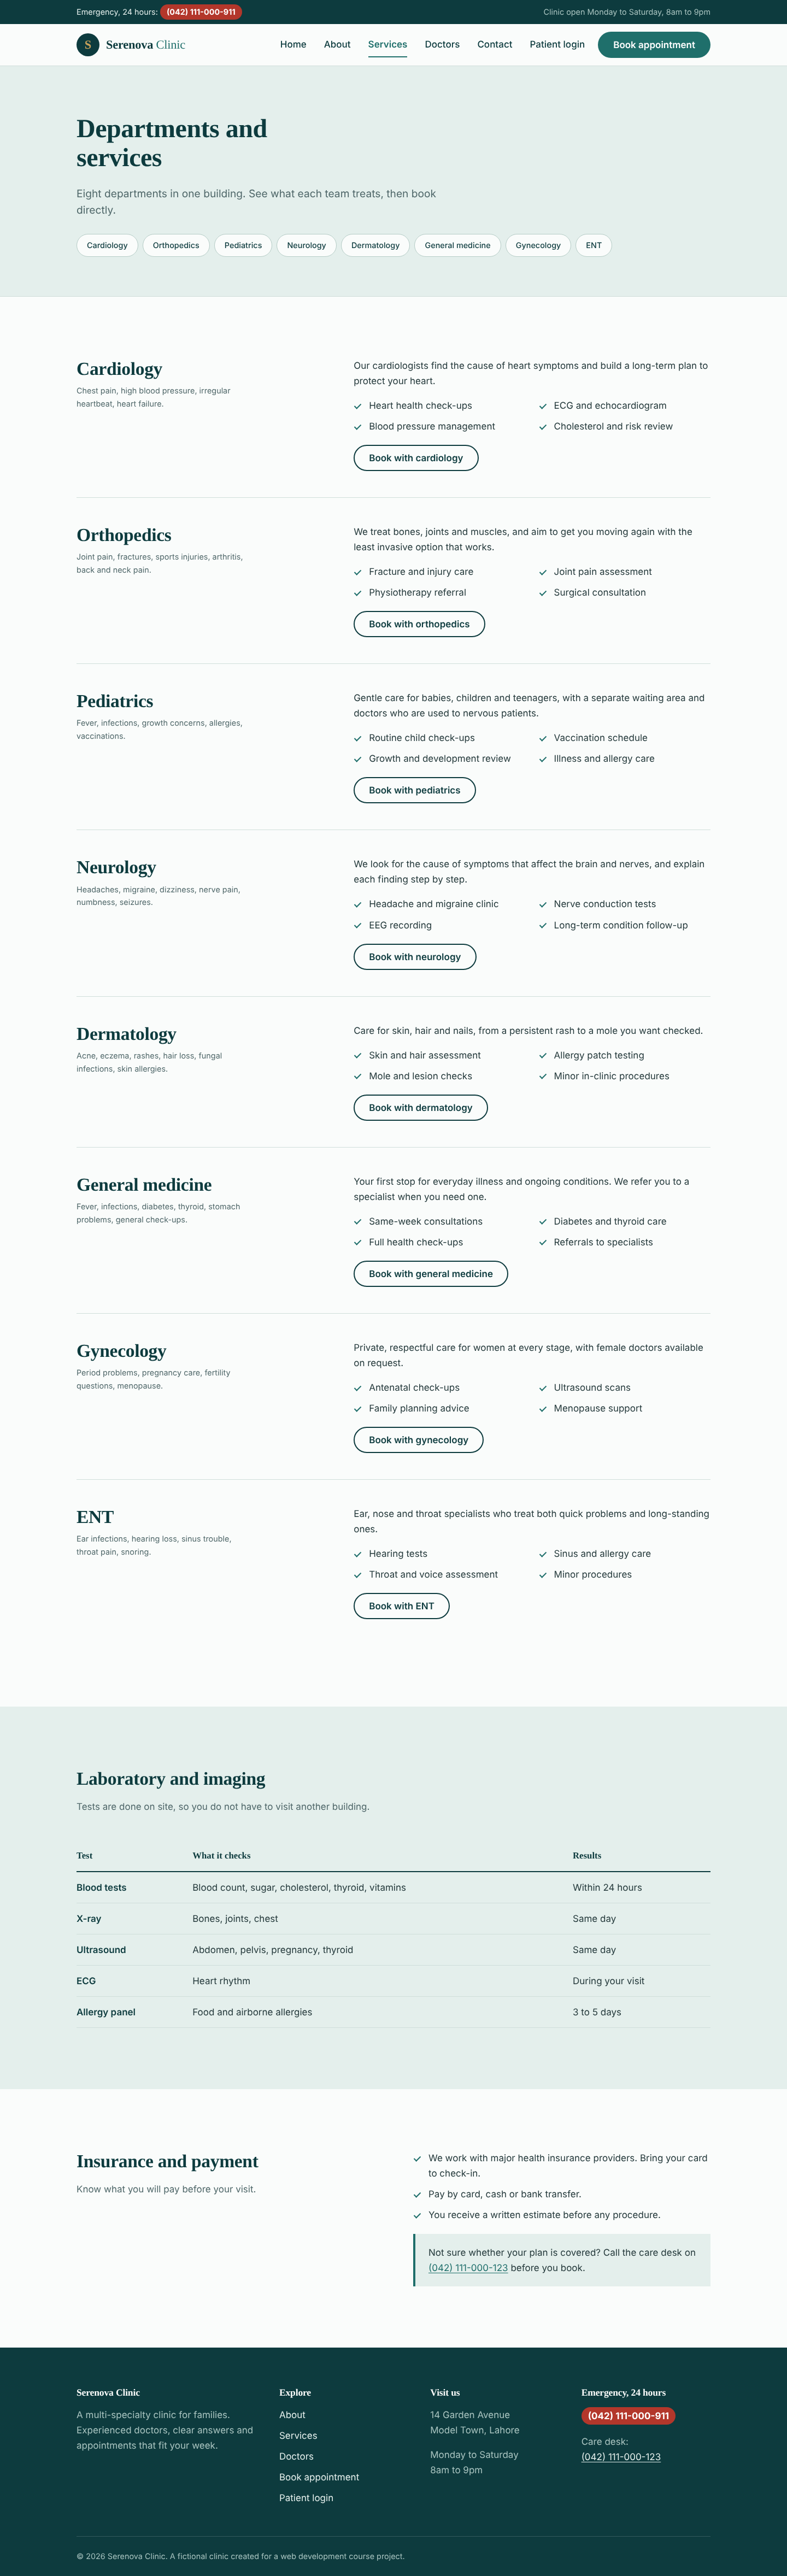 Emergency, 24 hours: (042) 111-000-911
Clinic open Monday to Saturday, 8am to 9pm
S Serenova Clinic
Home About Services Doctors Contact Patient login Book appointment
Departments and
services
Eight departments in one building. See what each team treats, then book
directly.
Cardiology Orthopedics Pediatrics Neurology Dermatology General medicine Gynecology ENT
Cardiology
Chest pain, high blood pressure, irregular
heartbeat, heart failure.
Our cardiologists find the cause of heart symptoms and build a long-term plan to
protect your heart.
Heart health check-ups
ECG and echocardiogram
Blood pressure management
Cholesterol and risk review
Book with cardiology
Orthopedics
Joint pain, fractures, sports injuries, arthritis,
back and neck pain.
We treat bones, joints and muscles, and aim to get you moving again with the
least invasive option that works.
Fracture and injury care
Joint pain assessment
Physiotherapy referral
Surgical consultation
Book with orthopedics
Pediatrics
Fever, infections, growth concerns, allergies,
vaccinations.
Gentle care for babies, children and teenagers, with a separate waiting area and
doctors who are used to nervous patients.
Routine child check-ups
Vaccination schedule
Growth and development review
Illness and allergy care
Book with pediatrics
Neurology
Headaches, migraine, dizziness, nerve pain,
numbness, seizures.
We look for the cause of symptoms that affect the brain and nerves, and explain
each finding step by step.
Headache and migraine clinic
Nerve conduction tests
EEG recording
Long-term condition follow-up
Book with neurology
Dermatology
Acne, eczema, rashes, hair loss, fungal
infections, skin allergies.
Care for skin, hair and nails, from a persistent rash to a mole you want checked.
Skin and hair assessment
Allergy patch testing
Mole and lesion checks
Minor in-clinic procedures
Book with dermatology
General medicine
Fever, infections, diabetes, thyroid, stomach
problems, general check-ups.
Your first stop for everyday illness and ongoing conditions. We refer you to a
specialist when you need one.
Same-week consultations
Diabetes and thyroid care
Full health check-ups
Referrals to specialists
Book with general medicine
Gynecology
Period problems, pregnancy care, fertility
questions, menopause.
Private, respectful care for women at every stage, with female doctors available
on request.
Antenatal check-ups
Ultrasound scans
Family planning advice
Menopause support
Book with gynecology
ENT
Ear infections, hearing loss, sinus trouble,
throat pain, snoring.
Ear, nose and throat specialists who treat both quick problems and long-standing
ones.
Hearing tests
Sinus and allergy care
Throat and voice assessment
Minor procedures
Book with ENT
Laboratory and imaging
Tests are done on site, so you do not have to visit another building.
Test What it checks Results
Blood tests Blood count, sugar, cholesterol, thyroid, vitamins Within 24 hours
X-ray Bones, joints, chest Same day
Ultrasound Abdomen, pelvis, pregnancy, thyroid Same day
ECG Heart rhythm During your visit
Allergy panel Food and airborne allergies 3 to 5 days
Insurance and payment
Know what you will pay before your visit.
We work with major health insurance providers. Bring your card
to check-in.
Pay by card, cash or bank transfer.
You receive a written estimate before any procedure.
Not sure whether your plan is covered? Call the care desk on
(042) 111-000-123 before you book.
Serenova Clinic
A multi-specialty clinic for families.
Experienced doctors, clear answers and
appointments that fit your week.
Explore
About
Services
Doctors
Book appointment
Patient login
Visit us
14 Garden Avenue
Model Town, Lahore
Monday to Saturday
8am to 9pm
Emergency, 24 hours
(042) 111-000-911
Care desk:
(042) 111-000-123
© 2026 Serenova Clinic. A fictional clinic created for a web development course project.